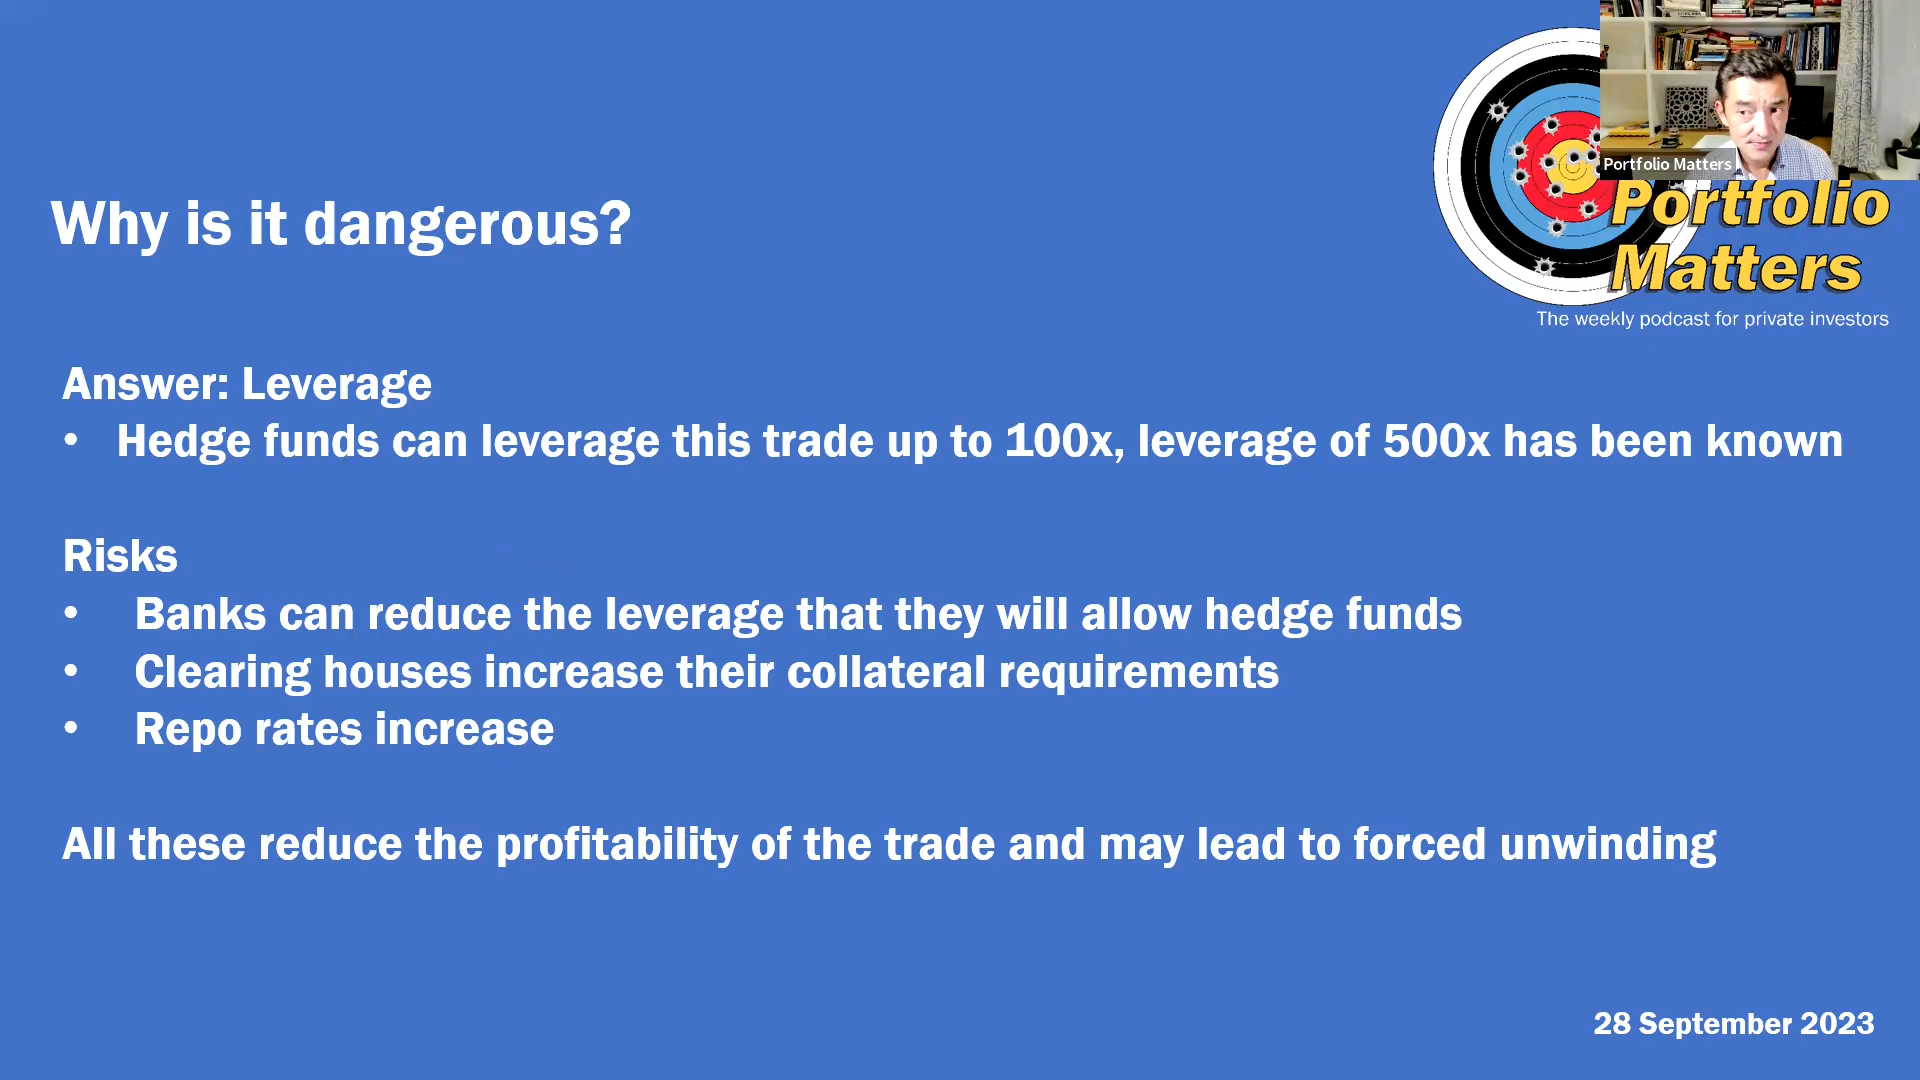 Portfolio Matters
Portfolio
Matters
The weekly podcast for private investors
Why is it dangerous?
Answer: Leverage
• Hedge funds can leverage this trade up to 100x, leverage of 500x has been known
Risks
• Banks can reduce the leverage that they will allow hedge funds
• Clearing houses increase their collateral requirements
• Repo rates increase
All these reduce the profitability of the trade and may lead to forced unwinding
28 September 2023